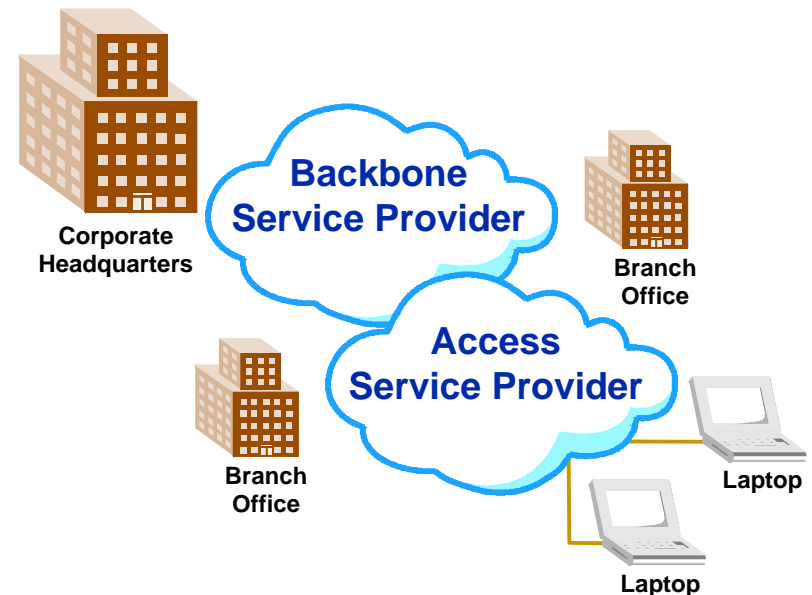 Backbone
Service Provider
Corporate
Headquarters
Branch
Office
Access
Service Provider
Branch
Office
Laptop
Laptop